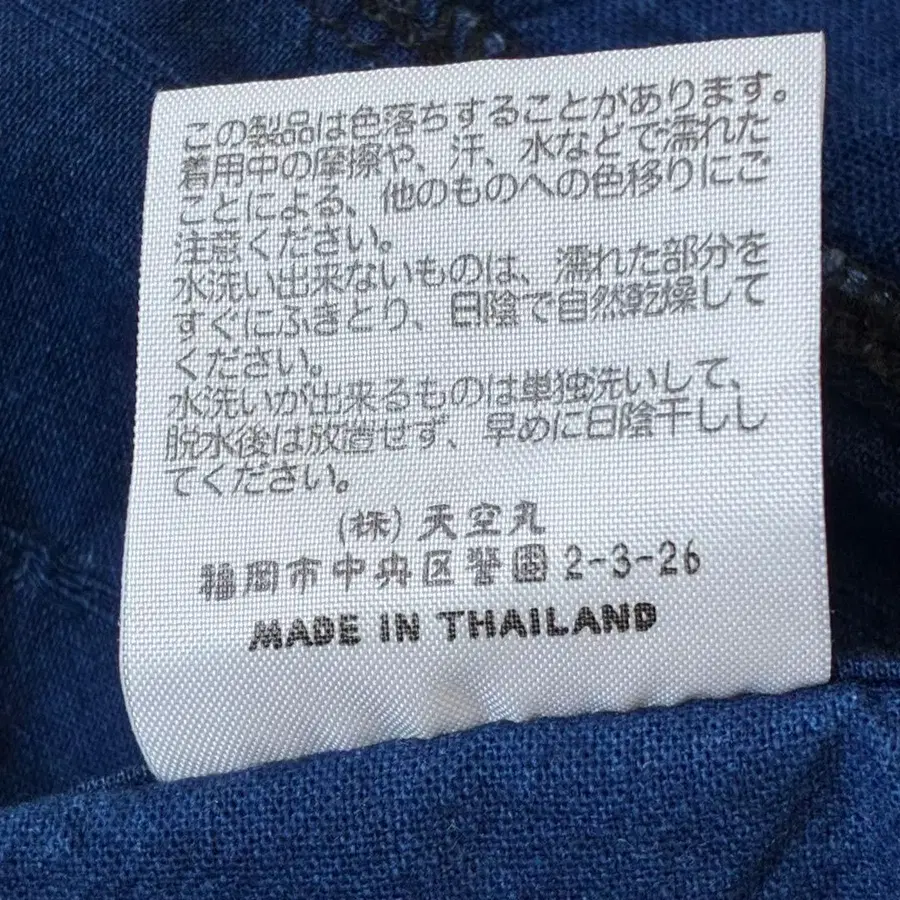 この製品は色落ちすることがあります。
着用中の摩擦や、汗、水などで濡れた
ことによる、他のものへの色移りにご
注意ください。
水洗い出来ないものは、濡れた部分を
すぐにふきとり、日陰で自然乾燥して
ください。
水洗いが出来るものは単独洗いして、
脱水後は放置せず、早めに日陰干しし
てください。
(株)天空丸
福岡市中央区警固2-3-26
MADE IN THAILAND